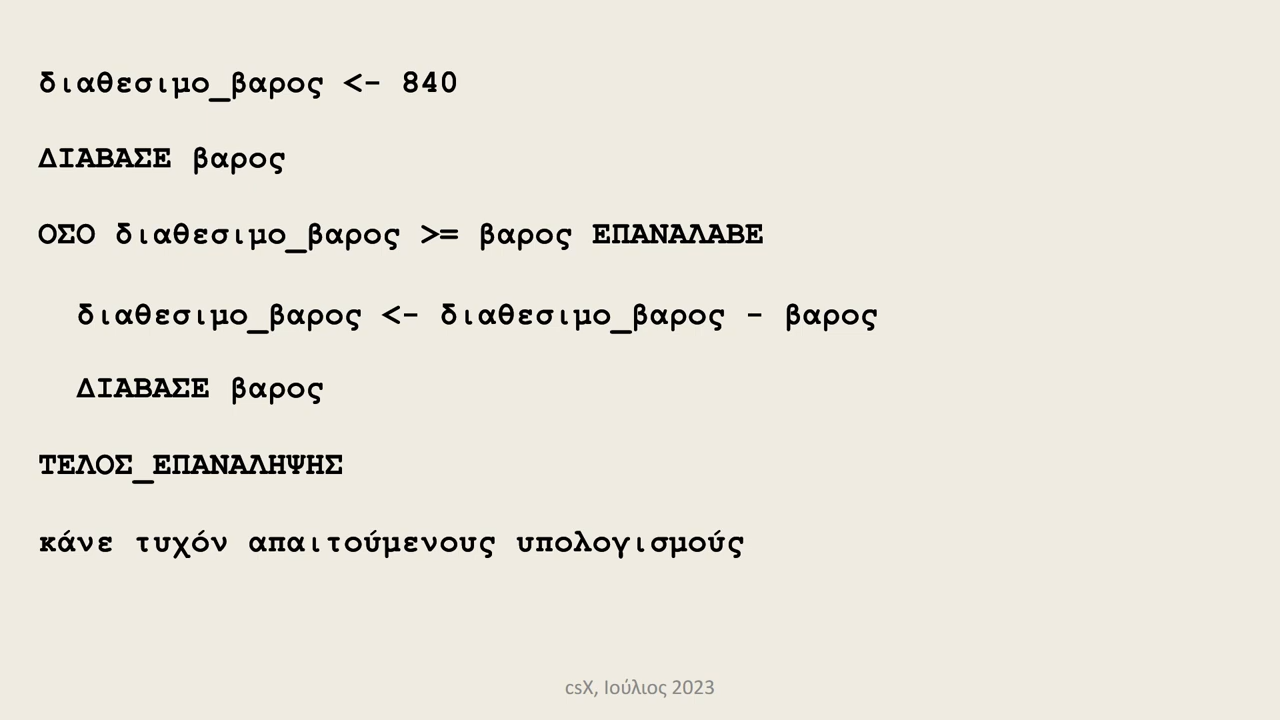 διαθεσιμο_βαρος <- 840
ΔΙΑΒΑΣΕ βαρος
ΟΣΟ διαθεσιμο_βαρος >= βαρος ΕΠΑΝΑΛΑΒΕ
διαθεσιμο_βαρος <- διαθεσιμο_βαρος - βαρος
ΔΙΑΒΑΣΕ βαρος
ΤΕΛΟΣ_ΕΠΑΝΑΛΗΨΗΣ
κάνε τυχόν απαιτούμενους υπολογισμούς
csX, Ιούλιος 2023